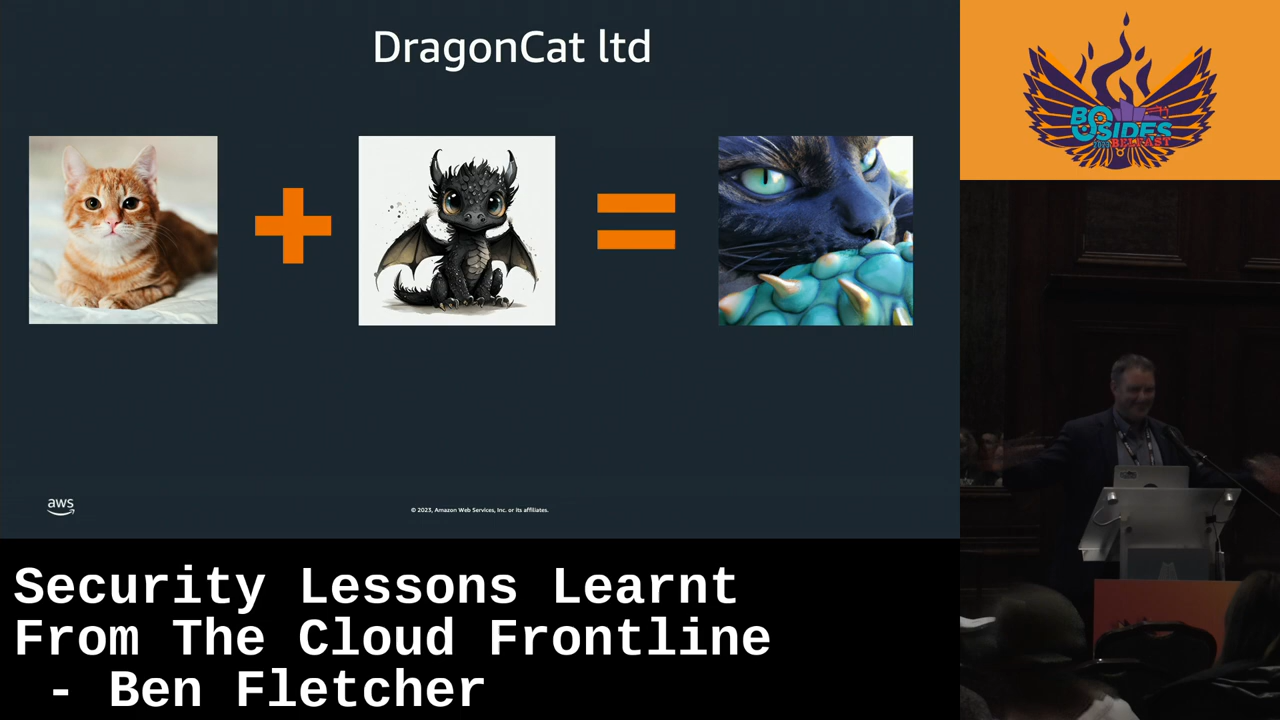 DragonCat ltd
BSIDES
2023 BELFAST
aws
© 2023, Amazon Web Services, Inc. or its affiliates.
Security Lessons Learnt
From The Cloud Frontline
- Ben Fletcher